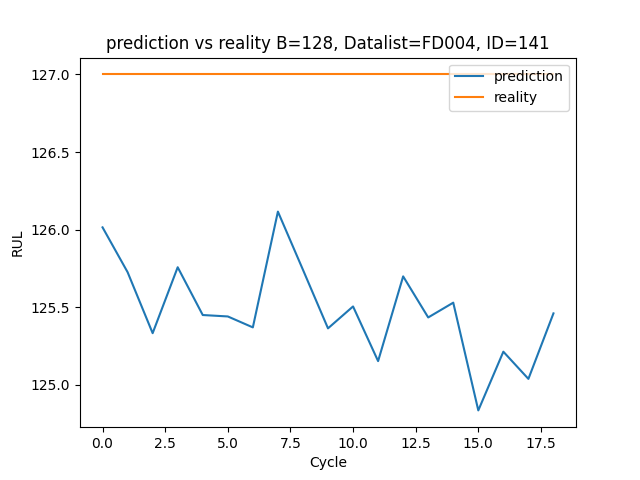 prediction vs reality B=128, Datalist=FD004, ID=141
127.0
126.5
126.0
125.5
125.0
RUL
prediction
reality
0.0 2.5 5.0 7.5 10.0 12.5 15.0 17.5
Cycle